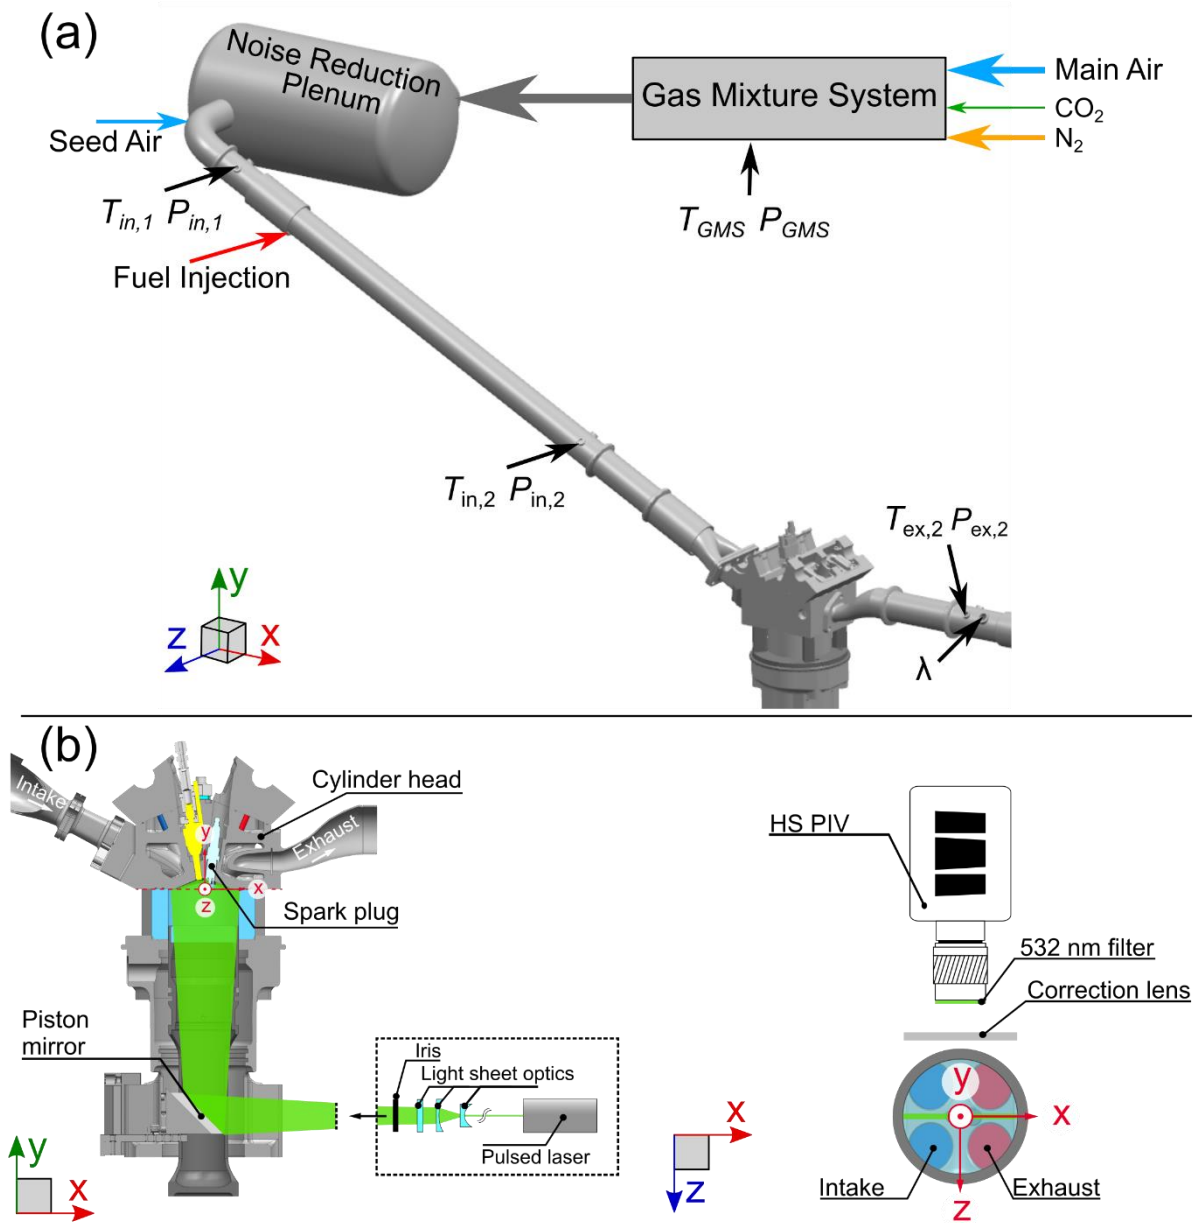 (a)
Noise Reduction
Plenum
Gas Mixture System
Main Air
CO₂
N₂
Seed Air
Tin,1 Pin,1
TGMS PGMS
Fuel Injection
Tin,2 Pin,2
Tex,2 Pex,2
λ
y
z
x
(b)
Intake
Cylinder head
y
Exhaust
x
z
Spark plug
HS PIV
532 nm filter
Correction lens
Piston
mirror
Iris
Light sheet optics
Pulsed laser
y
x
x
z
y
x
Intake
Exhaust
z